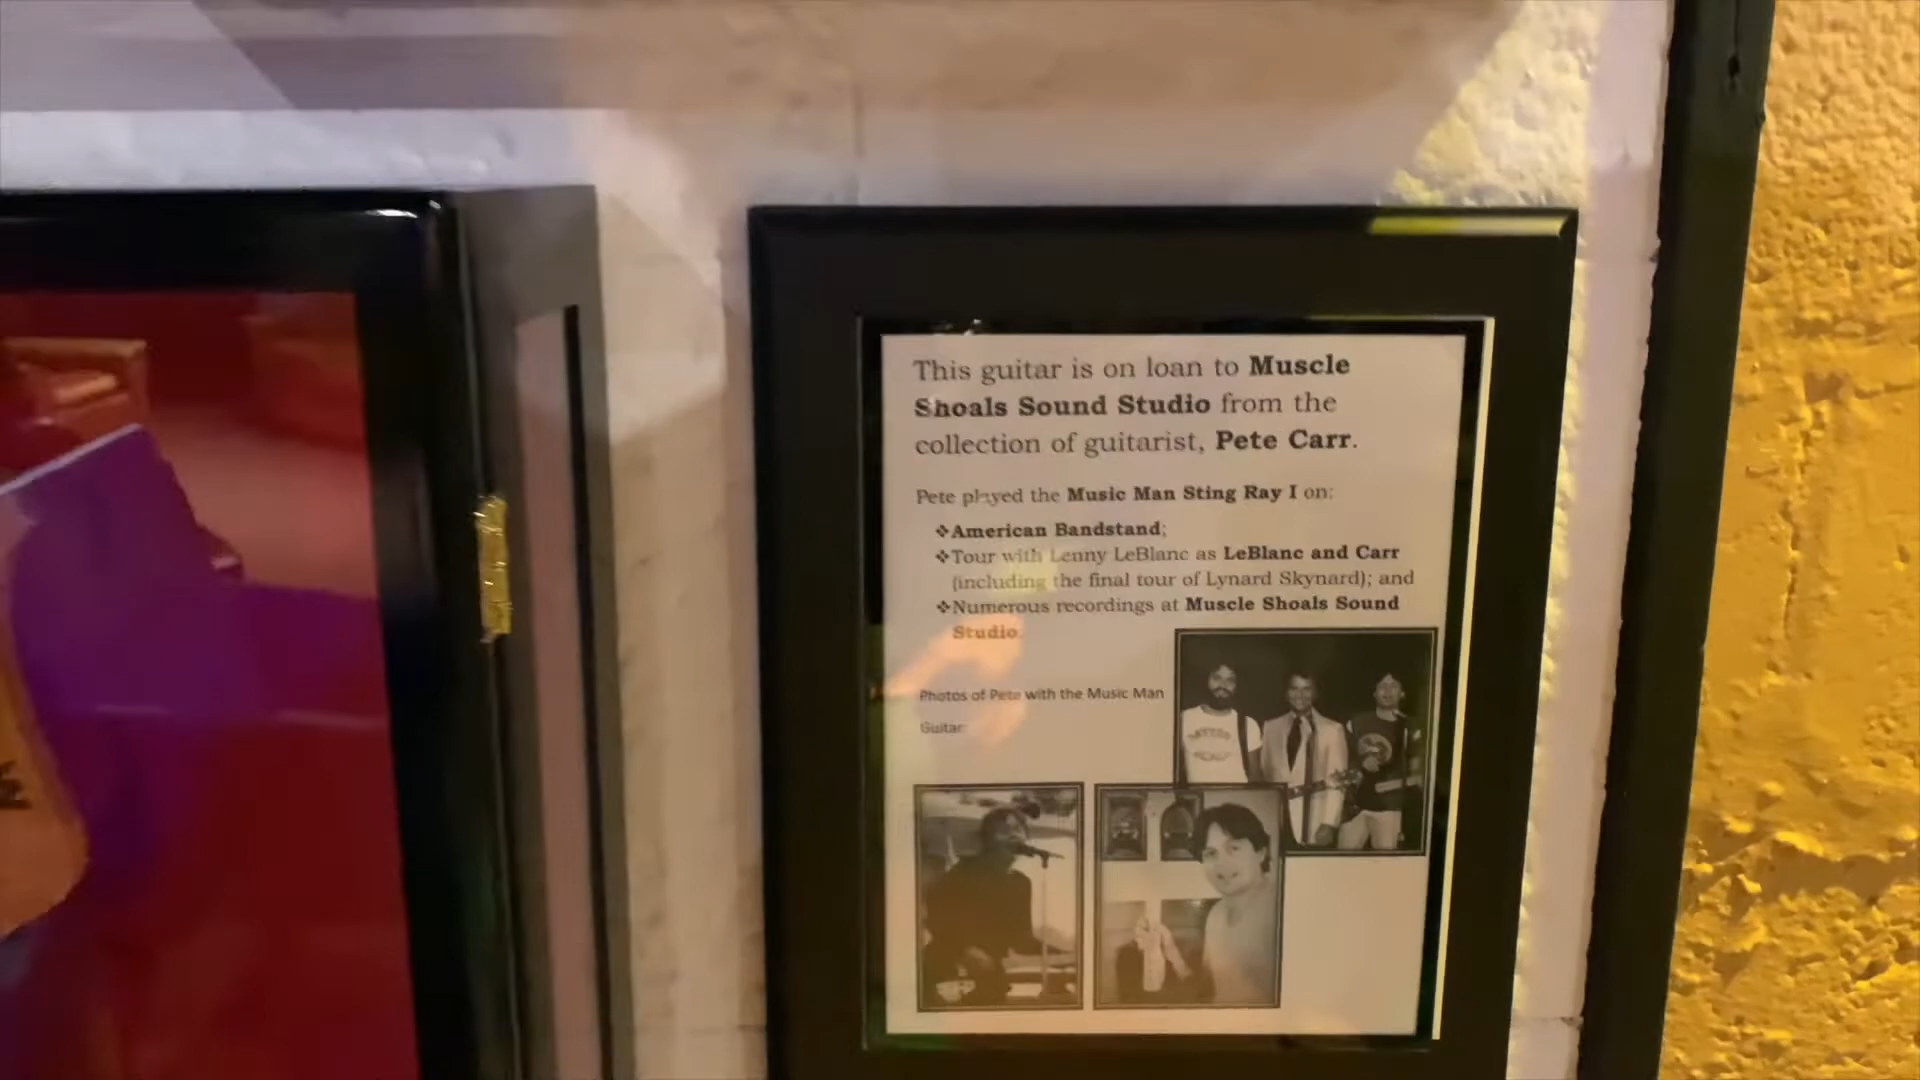 This guitar is on loan to Muscle
Shoals Sound Studio from the
collection of guitarist, Pete Carr.
Pete played the Music Man Sting Ray I on:
❖American Bandstand;
❖Tour with Lenny LeBlanc as LeBlanc and Carr
(including the final tour of Lynard Skynard); and
❖Numerous recordings at Muscle Shoals Sound
Studio.
Photos of Pete with the Music Man
Guitar: